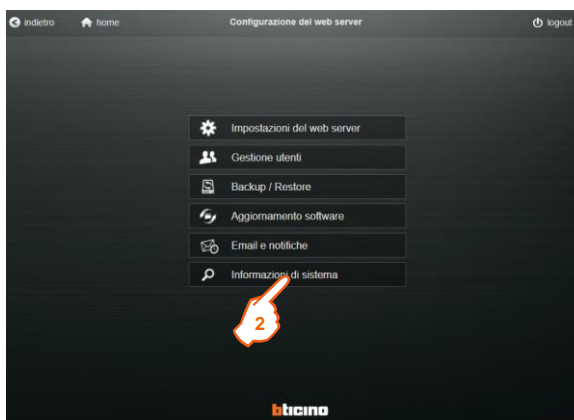 indietro home Configurazione del web server logout
Impostazioni del web server
Gestione utenti
Backup / Restore
Aggiornamento software
Email e notifiche
Informazioni di sistema
2
bticino